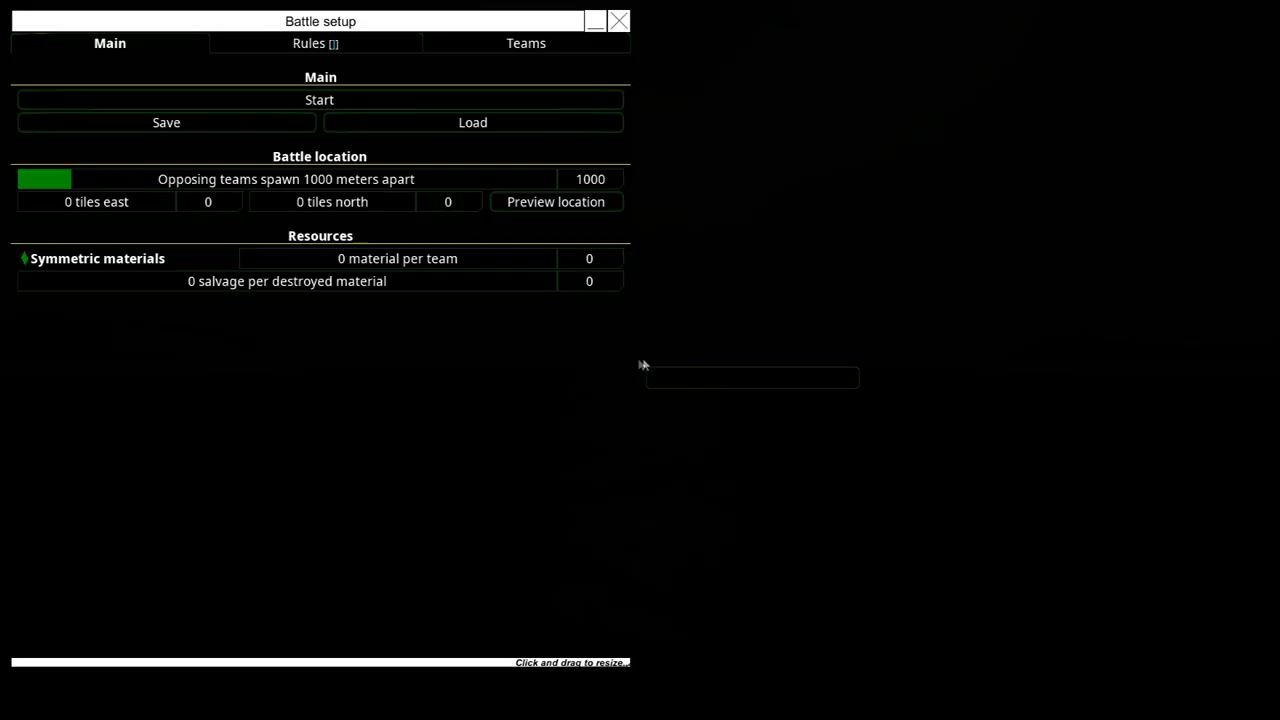 Battle setup
Main
Rules []
Teams
Main
Start
Save
Load
Battle location
Opposing teams spawn 1000 meters apart
1000
0 tiles east
0
0 tiles north
0
Preview location
Resources
Symmetric materials
0 material per team
0
0 salvage per destroyed material
0
Click and drag to resize..